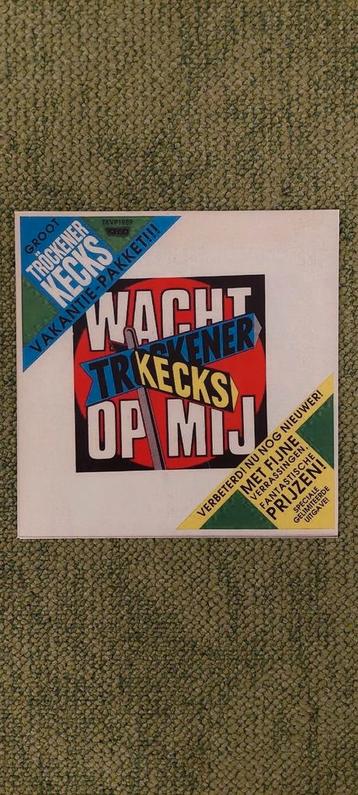 GROOT
TRÖCKENER
KECKS
VAKANTIE-PAKKET!!!
TKVP1989
WACHT
TRÖCKENER
KECKS
OP MIJ
VERBETERD! NU NOG NIEUWER!
MET FIJNE
VERRASSINGEN,
FANTASTISCHE
PRIJZEN!
SPECIALE
GELIMITEERDE
UITGAVE!